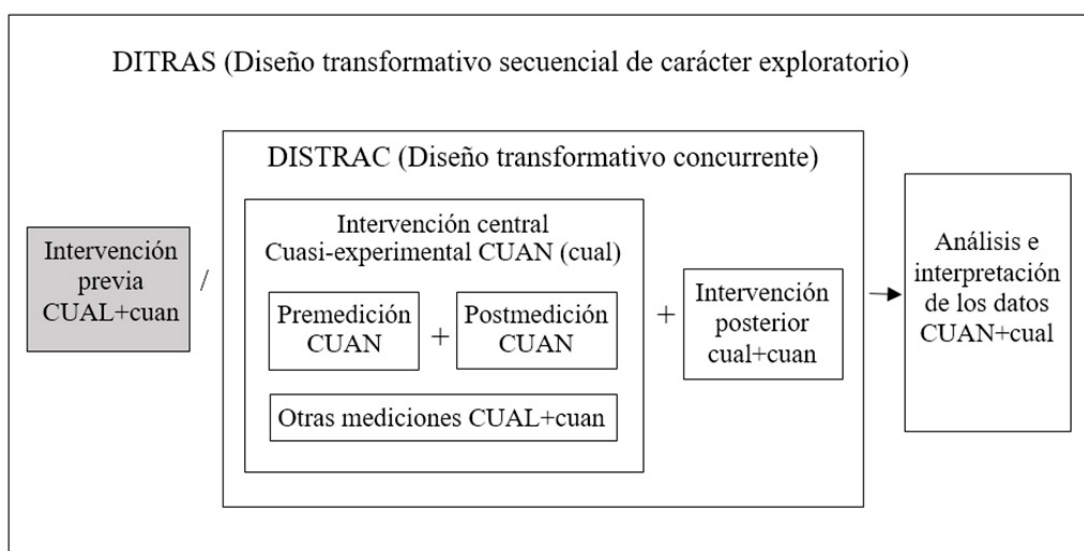 DITRAS (Diseño transformativo secuencial de carácter exploratorio)
DISTRAC (Diseño transformativo concurrente)
Intervención
previa
CUAL+cuan
/
Intervención central
Cuasi-experimental CUAN (cual)
Premedición
CUAN
+
Postmedición
CUAN
Otras mediciones CUAL+cuan
+
Intervención
posterior
cual+cuan
Análisis e
interpretación
de los datos
CUAN+cual